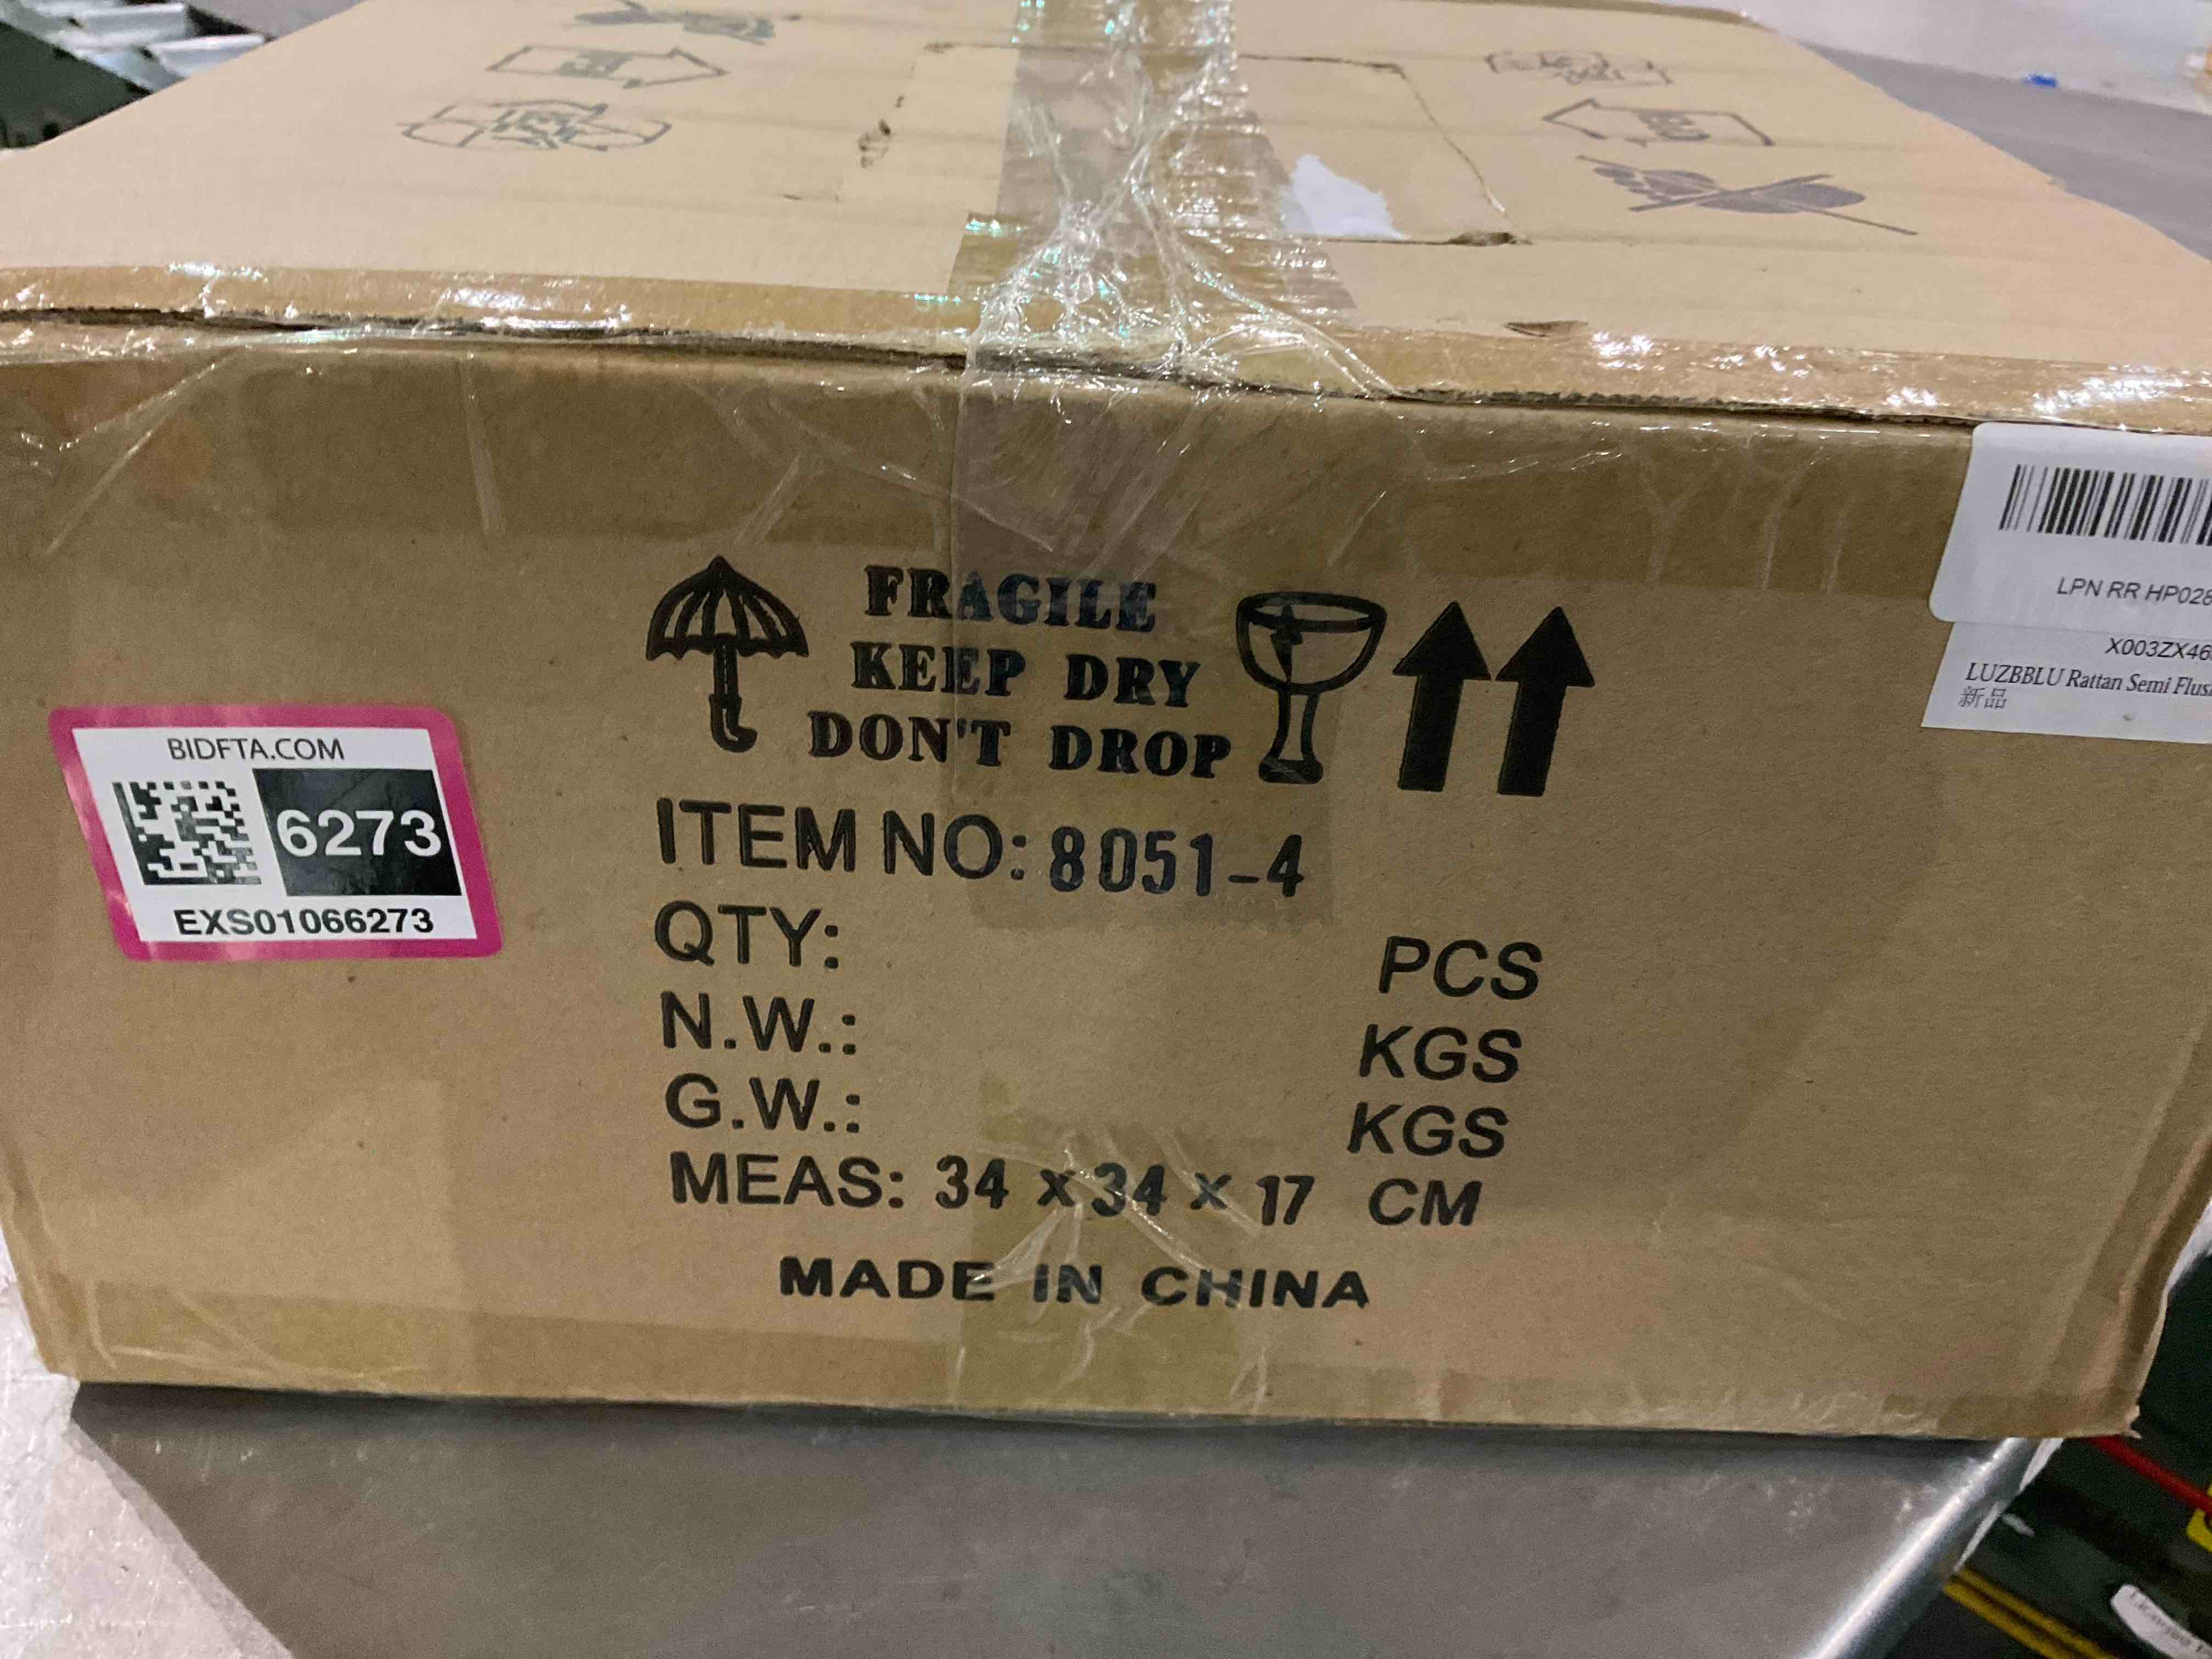 FRAGILE
KEEP DRY
DON'T DROP
ITEM NO: 8051-4
QTY: PCS
N.W.: KGS
G.W.: KGS
MEAS: 34 x 34 x 17 CM
MADE IN CHINA
BIDFTA.COM
6273
EXS01066273
LPN RR HP028
X003ZX46
LUZBBLU Rattan Semi Flus
新品